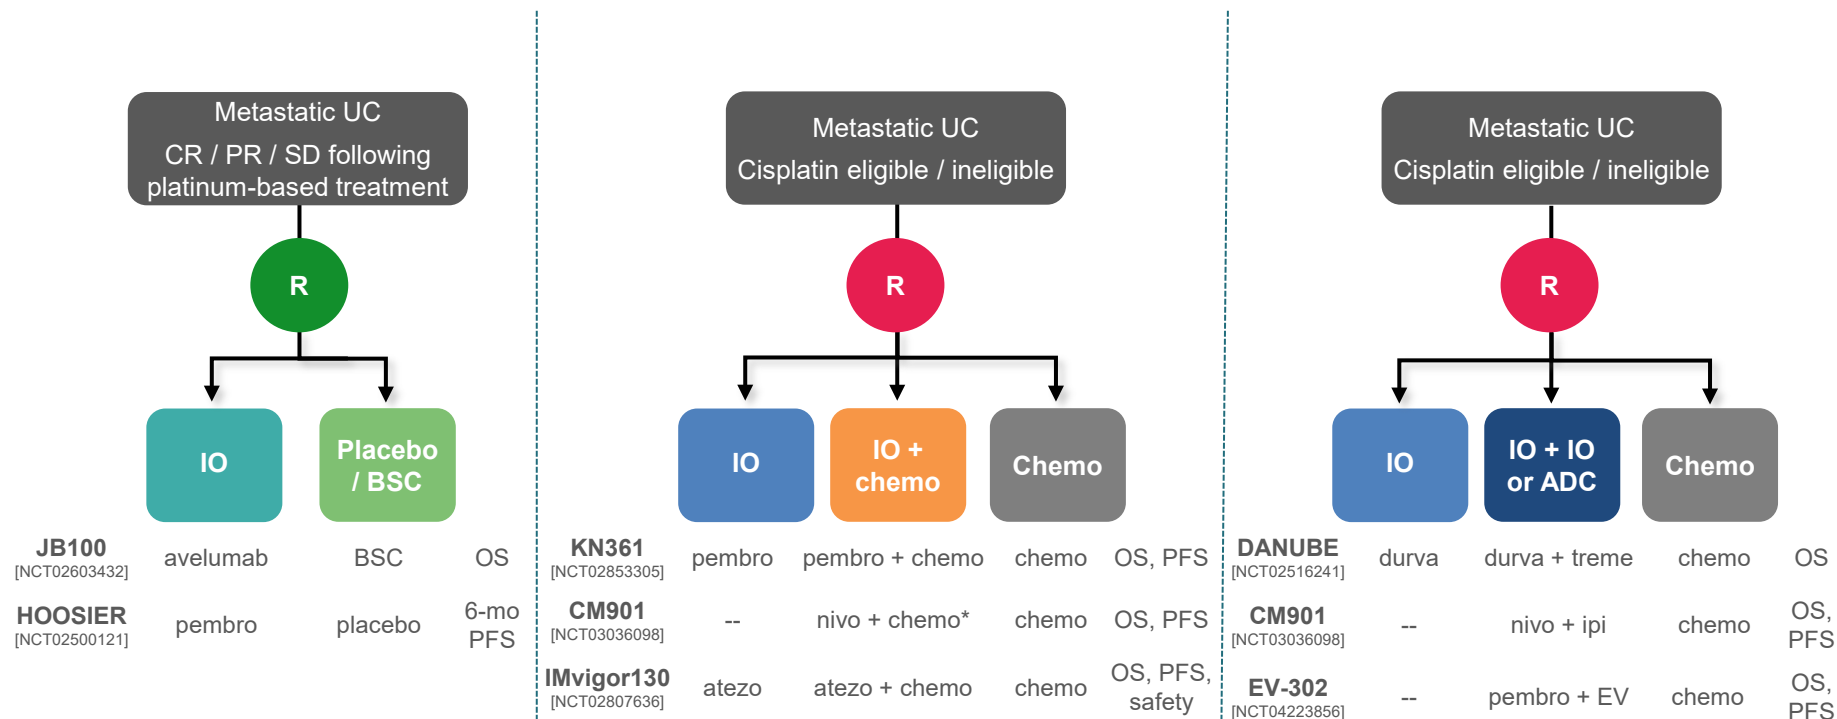 Metastatic UC
CR / PR / SD following
platinum-based treatment
R
IO
Placebo
/ BSC
JB100
[NCT02603432]
avelumab
BSC
OS
HOOSIER
[NCT02500121]
pembro
placebo
6-mo
PFS
Metastatic UC
Cisplatin eligible / ineligible
R
IO
IO +
chemo
Chemo
KN361
[NCT02853305]
pembro
pembro + chemo
chemo
OS, PFS
CM901
[NCT03036098]
--
nivo + chemo*
chemo
OS, PFS
IMvigor130
[NCT02807636]
atezo
atezo + chemo
chemo
OS, PFS,
safety
Metastatic UC
Cisplatin eligible / ineligible
R
IO
IO + IO
or ADC
Chemo
DANUBE
[NCT02516241]
durva
durva + treme
chemo
OS
CM901
[NCT03036098]
--
nivo + ipi
chemo
OS,
PFS
EV-302
[NCT04223856]
--
pembro + EV
chemo
OS,
PFS